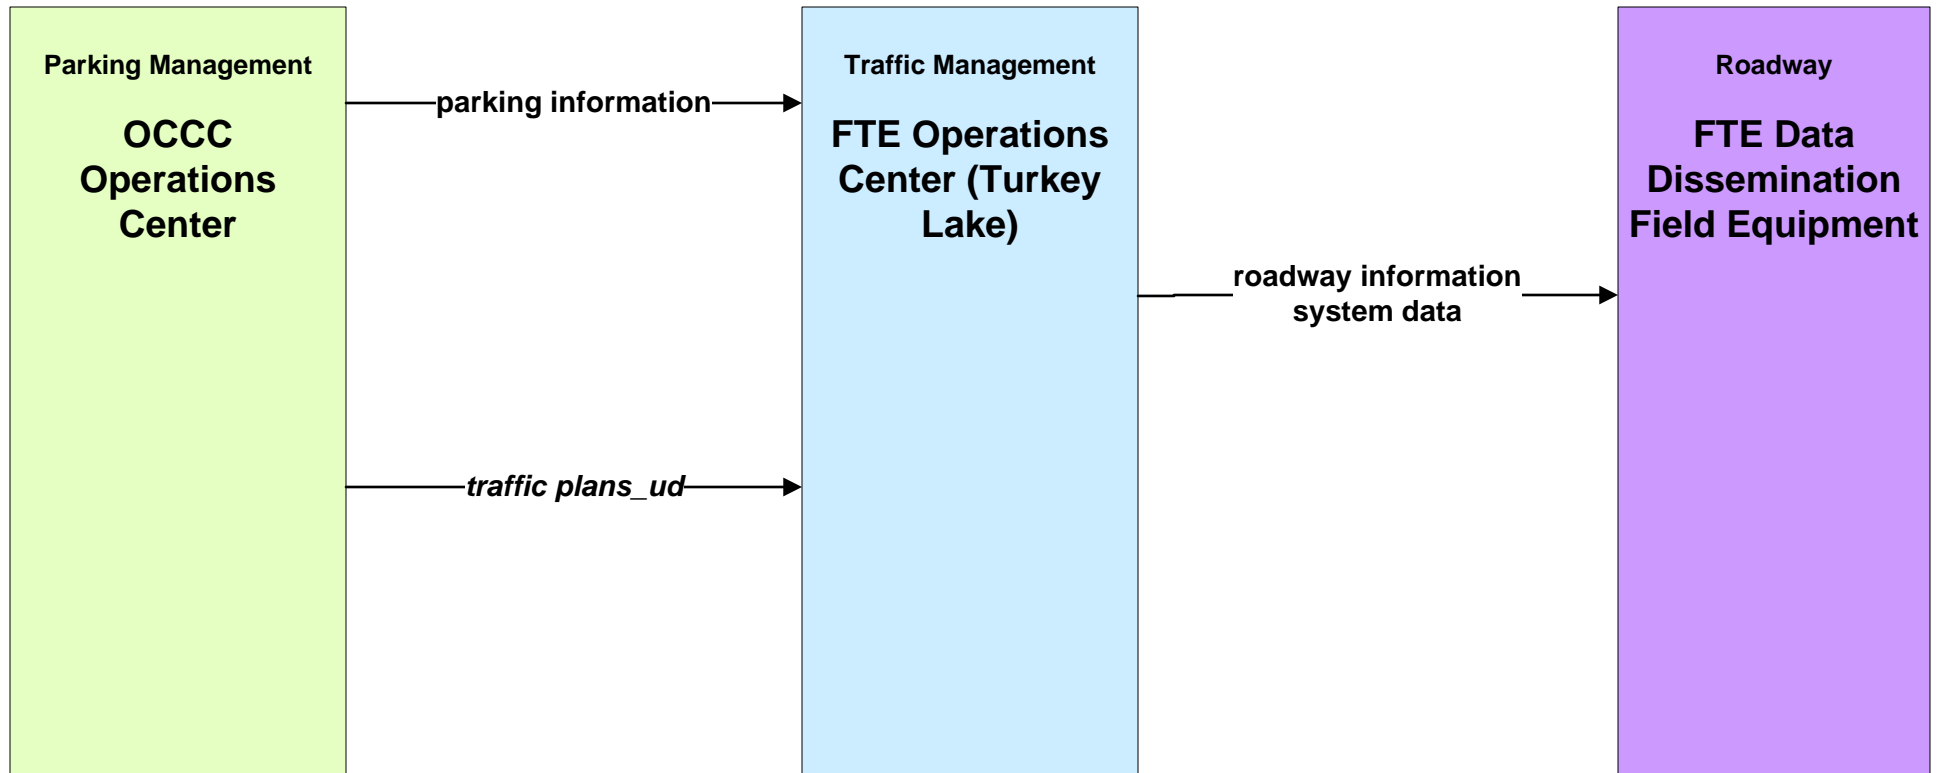 Parking Management
OCCC
Operations
Center
parking information
traffic plans_ud
Traffic Management
FTE Operations
Center (Turkey
Lake)
roadway information
system data
Roadway
FTE Data
Dissemination
Field Equipment